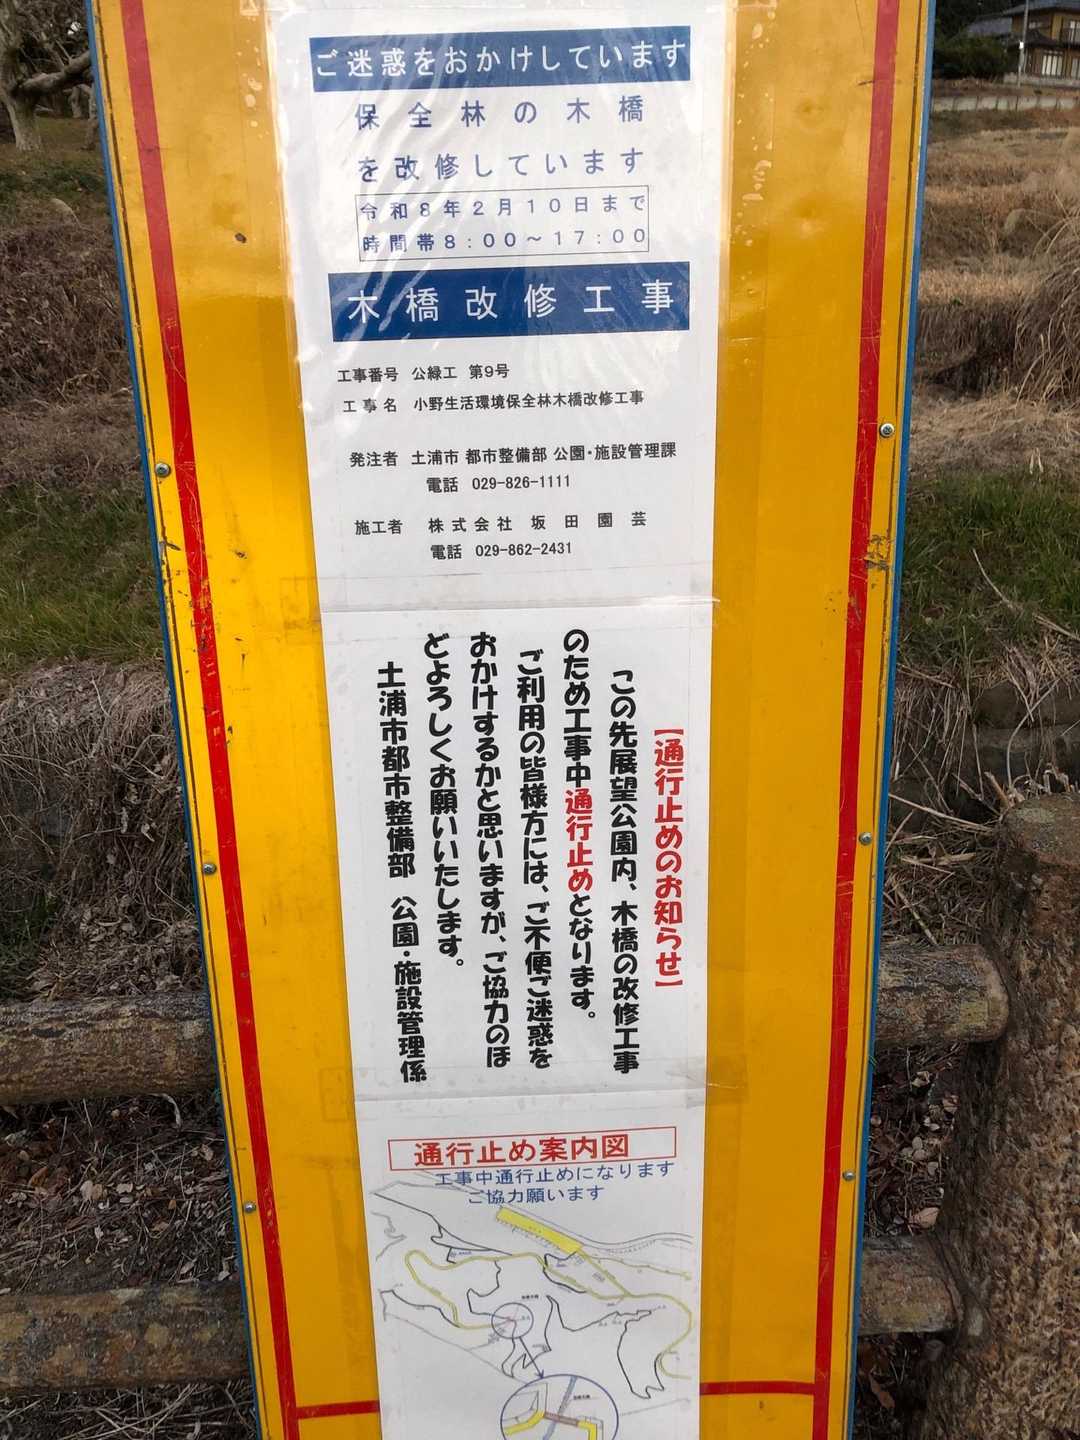 ご迷惑をおかけしています
保全林の木橋
を改修しています
令和8年2月10日まで
時間帯8:00～17:00
木橋改修工事
工事番号 公緑工 第9号
工事名 小野生活環境保全林木橋改修工事
発注者 土浦市 都市整備部 公園・施設管理課
電話 029-826-1111
施工者 株式会社 坂田園芸
電話 029-862-2431
【通行止めのお知らせ】
この先展望公園内、木橋の改修工事
のため工事中通行止めとなります。
ご利用の皆様方には、ご不便ご迷惑を
おかけするかと思いますが、ご協力のほ
どよろしくお願いいたします。
土浦市都市整備部 公園・施設管理係
通行止め案内図
工事中通行止めになります
ご協力願います